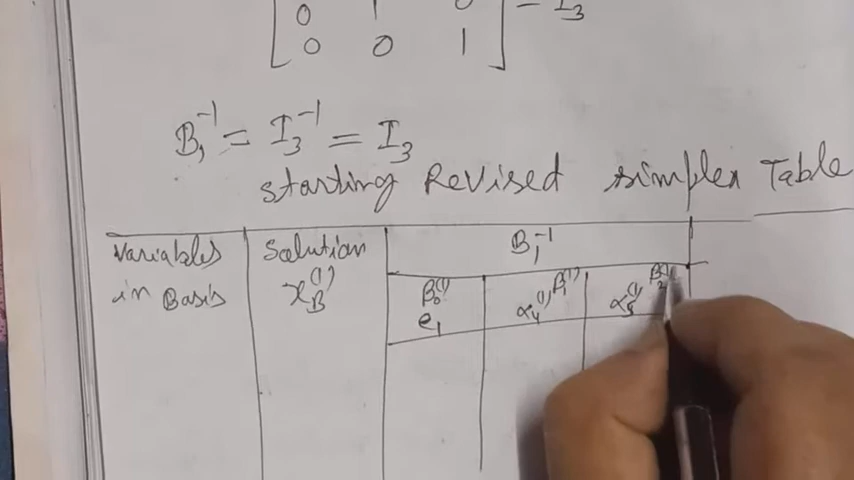 0 1 0
0 0 1 = I₃
B₁⁻¹ = I₃⁻¹ = I₃
starting Revised simplex Table
Variables in Basis
Solution x_B⁽¹⁾
B₁⁻¹
β₀⁽¹⁾ e₁
α₄⁽¹⁾, β₁⁽¹⁾
α₅⁽¹⁾,